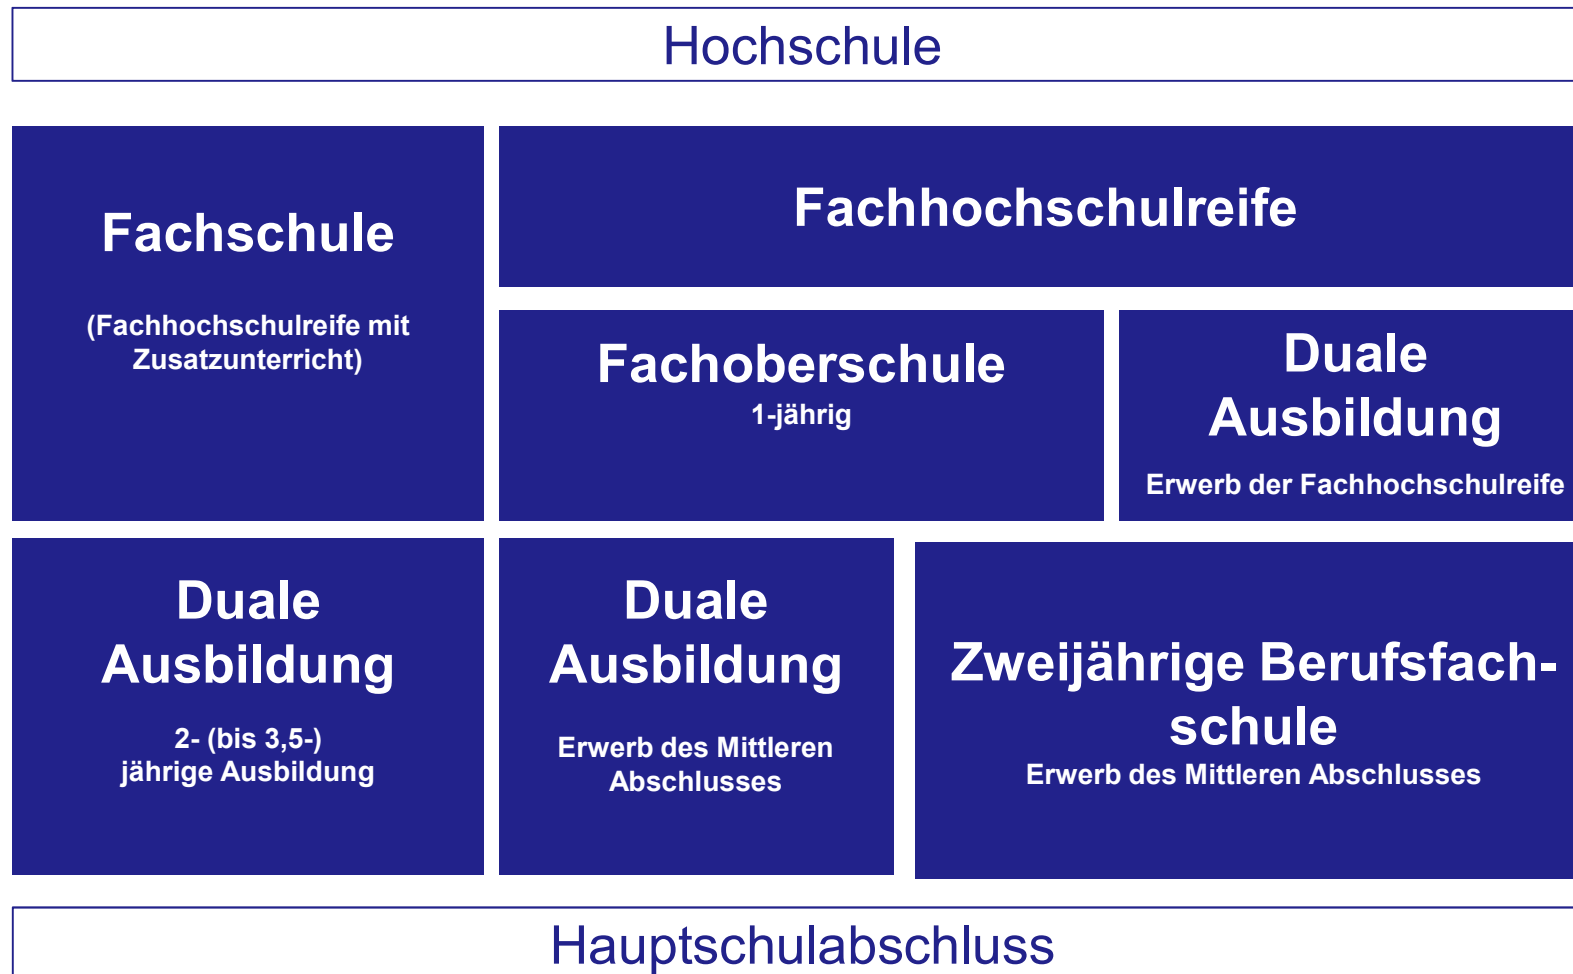 Hochschule
Fachschule
(Fachhochschulreife mit
Zusatzunterricht)
Fachhochschulreife
Fachoberschule
1-jährig
Duale
Ausbildung
Erwerb der Fachhochschulreife
Duale
Ausbildung
2- (bis 3,5-)
jährige Ausbildung
Duale
Ausbildung
Erwerb des Mittleren
Abschlusses
Zweijährige Berufsfach-
schule
Erwerb des Mittleren Abschlusses
Hauptschulabschluss